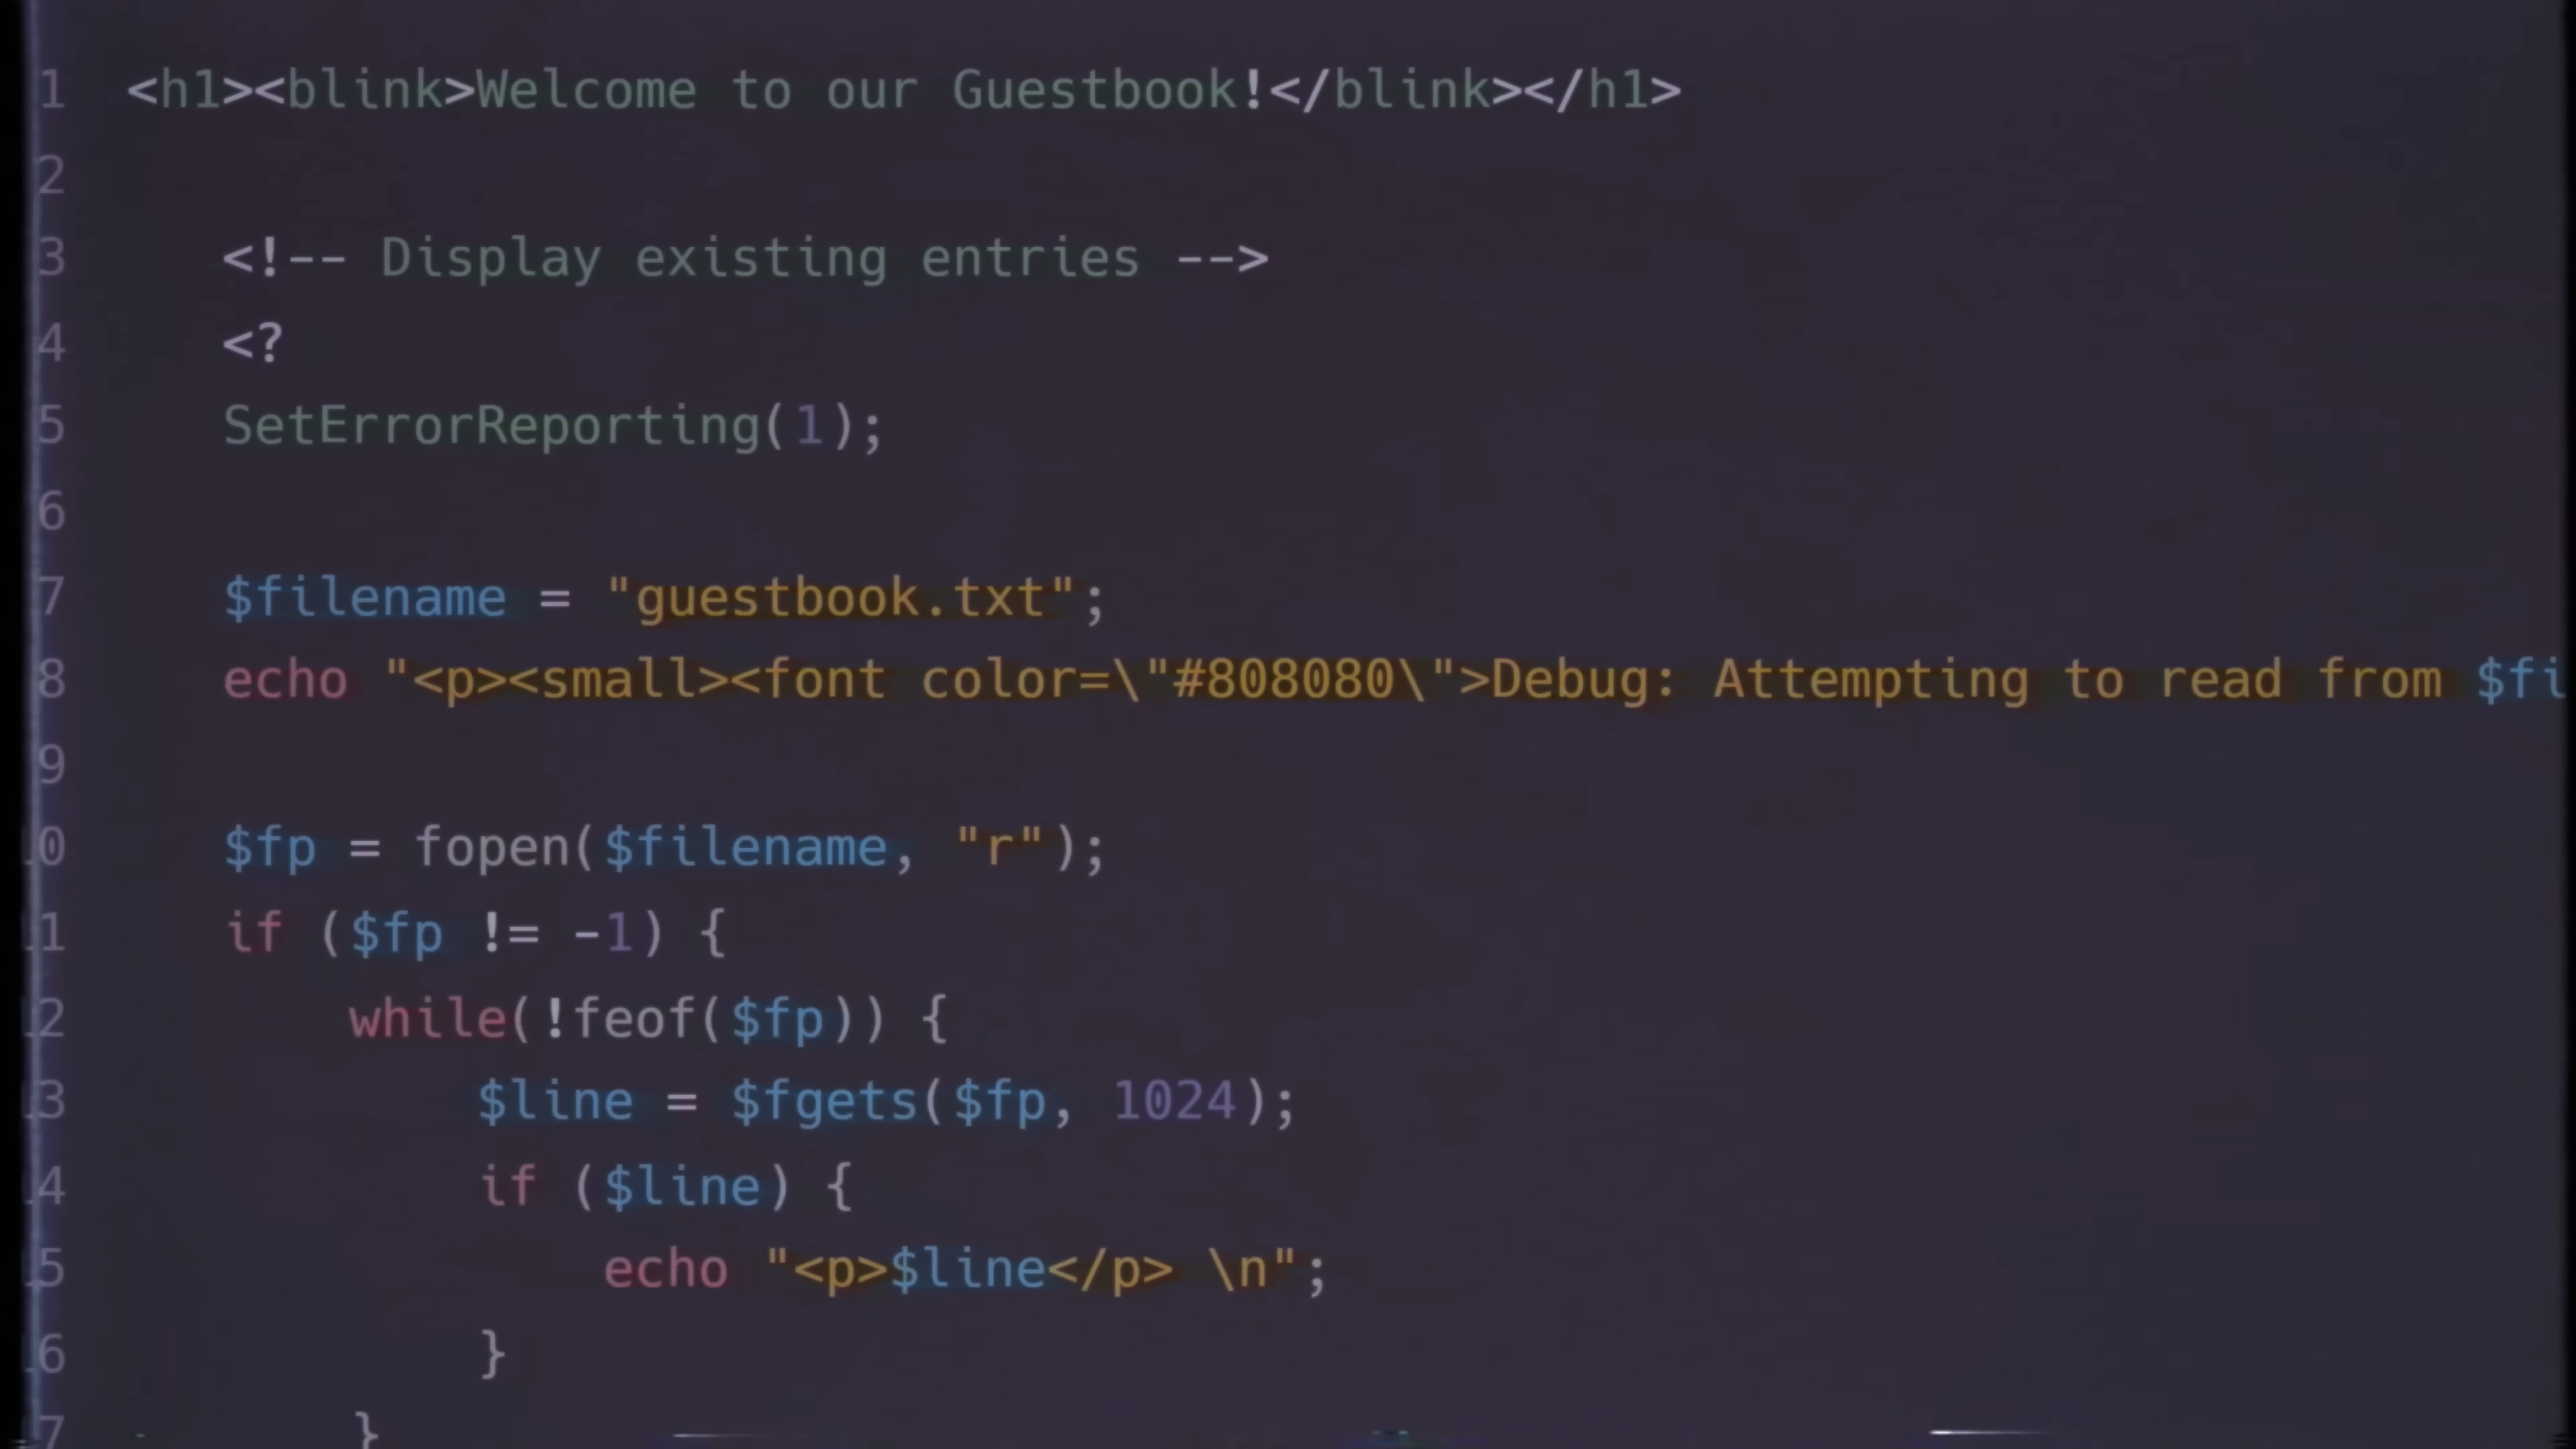 1 <h1><blink>Welcome to our Guestbook!</blink></h1>
2
3 <!-- Display existing entries -->
4 <?
5 SetErrorReporting(1);
6
7 $filename = "guestbook.txt";
8 echo "<p><small><font color=\"#808080\">Debug: Attempting to read from $fi
9
10 $fp = fopen($filename, "r");
11 if ($fp != -1) {
12 while(!feof($fp)) {
13 $line = $fgets($fp, 1024);
14 if ($line) {
15 echo "<p>$line</p> \n";
16 }
17 }